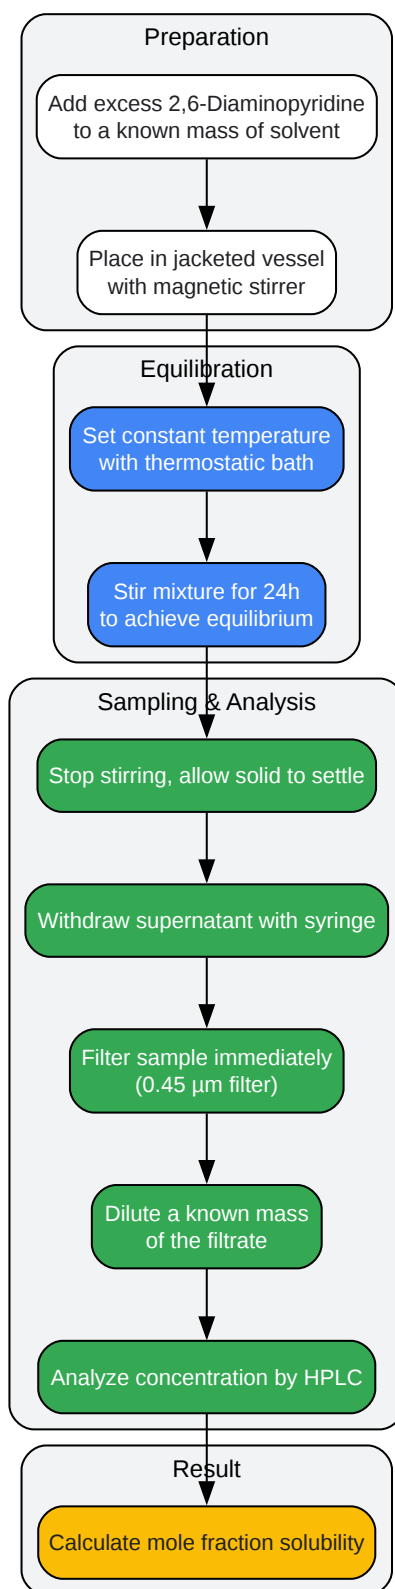 Preparation
Add excess 2,6-Diaminopyridine
to a known mass of solvent
Place in jacketed vessel
with magnetic stirrer
Equilibration
Set constant temperature
with thermostatic bath
Stir mixture for 24h
to achieve equilibrium
Sampling & Analysis
Stop stirring, allow solid to settle
Withdraw supernatant with syringe
Filter sample immediately
(0.45 µm filter)
Dilute a known mass
of the filtrate
Analyze concentration by HPLC
Result
Calculate mole fraction solubility